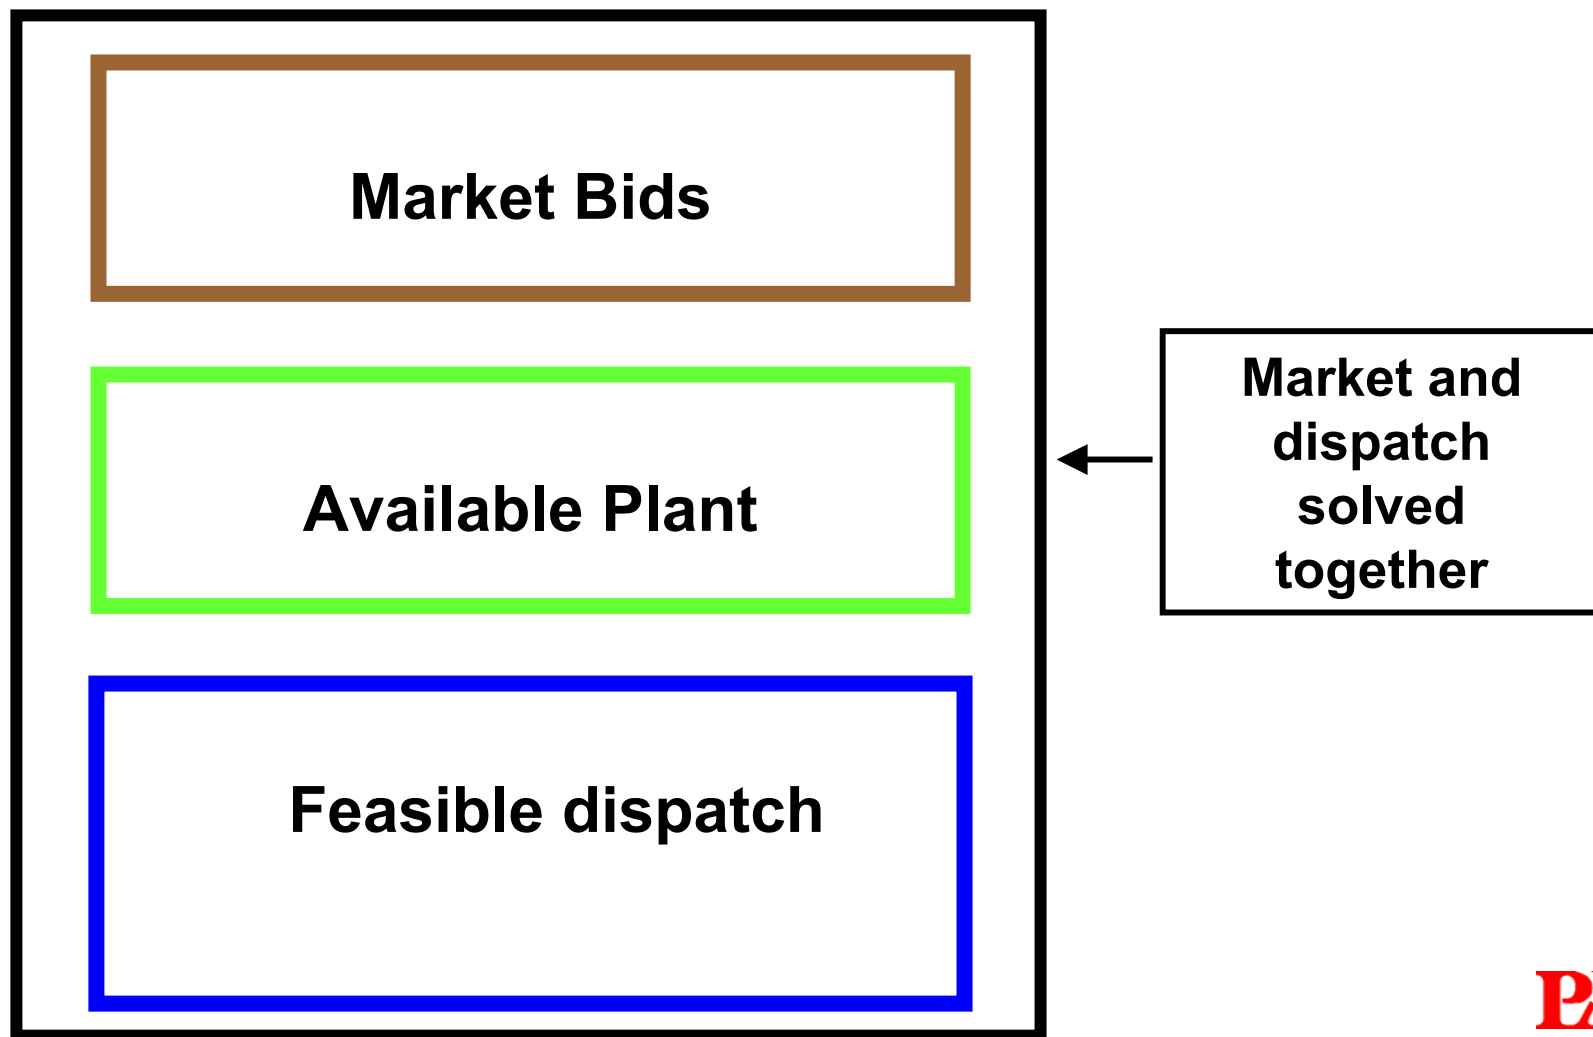 Market Bids
Available Plant
Feasible dispatch
Market and
dispatch
solved
together